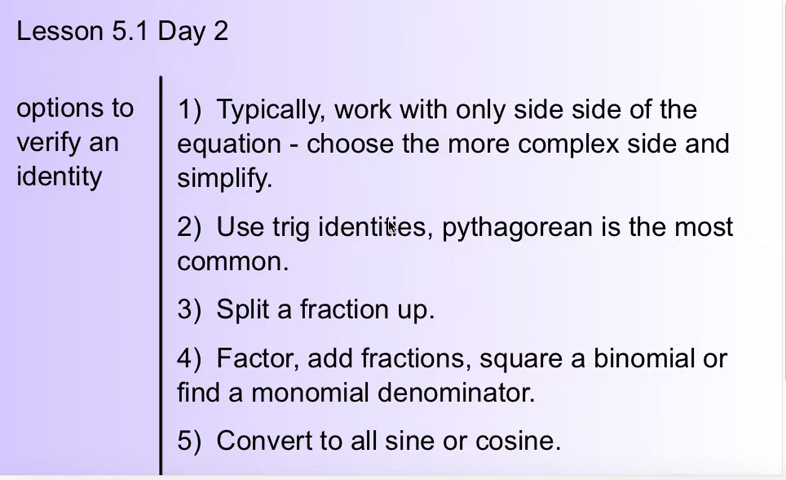 Lesson 5.1 Day 2
options to
verify an
identity
1) Typically, work with only side side of the
equation - choose the more complex side and
simplify.
2) Use trig identities, pythagorean is the most
common.
3) Split a fraction up.
4) Factor, add fractions, square a binomial or
find a monomial denominator.
5) Convert to all sine or cosine.